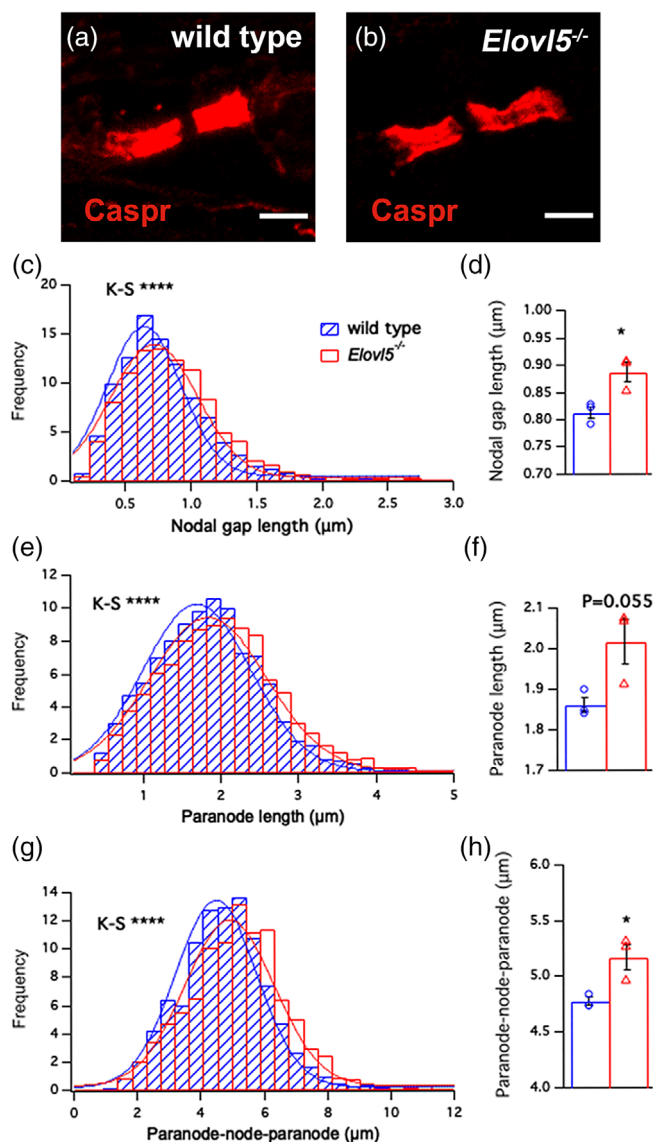 (a) wild type
(b) Elovl5-/-
Caspr
Caspr
(c)
K-S ****
wild type
Elovl5-/-
Frequency
20
15
10
5
0
0.5 1.0 1.5 2.0 2.5 3.0
Nodal gap length (µm)
(d)
*
Nodal gap length (µm)
1.00
0.95
0.90
0.85
0.80
0.75
0.70
(e)
K-S ****
Frequency
12
10
8
6
4
2
0
1 2 3 4 5
Paranode length (µm)
(f)
P=0.055
Paranode length (µm)
2.1
2.0
1.9
1.8
1.7
(g)
K-S ****
Frequency
14
12
10
8
6
4
2
0
0 2 4 6 8 10 12
Paranode-node-paranode (µm)
(h)
*
Paranode-node-paranode (µm)
6.0
5.5
5.0
4.5
4.0